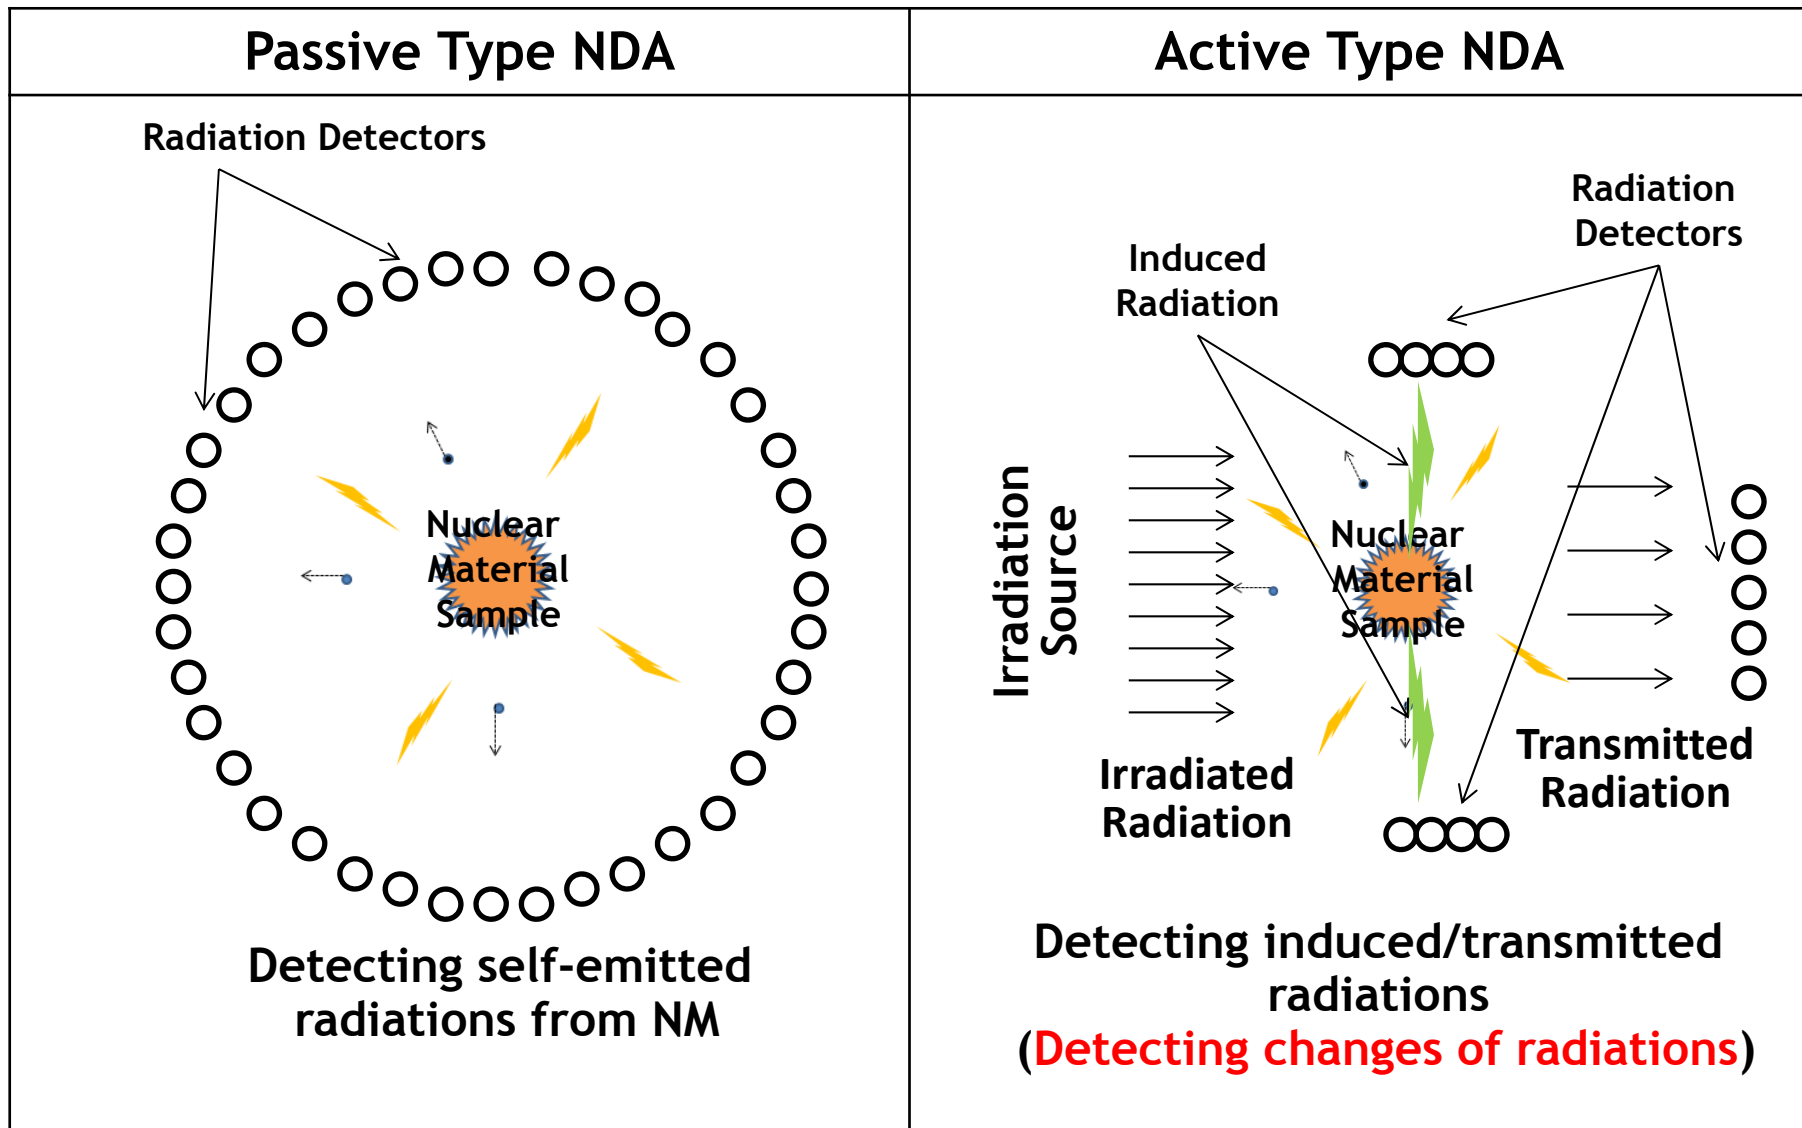 Passive Type NDA
Active Type NDA
Radiation Detectors
Nuclear
Material
Sample
Detecting self-emitted
radiations from NM
Radiation
Detectors
Induced
Radiation
Irradiation
Source
Nuclear
Material
Sample
Irradiated
Radiation
Transmitted
Radiation
Detecting induced/transmitted
radiations
(Detecting changes of radiations)